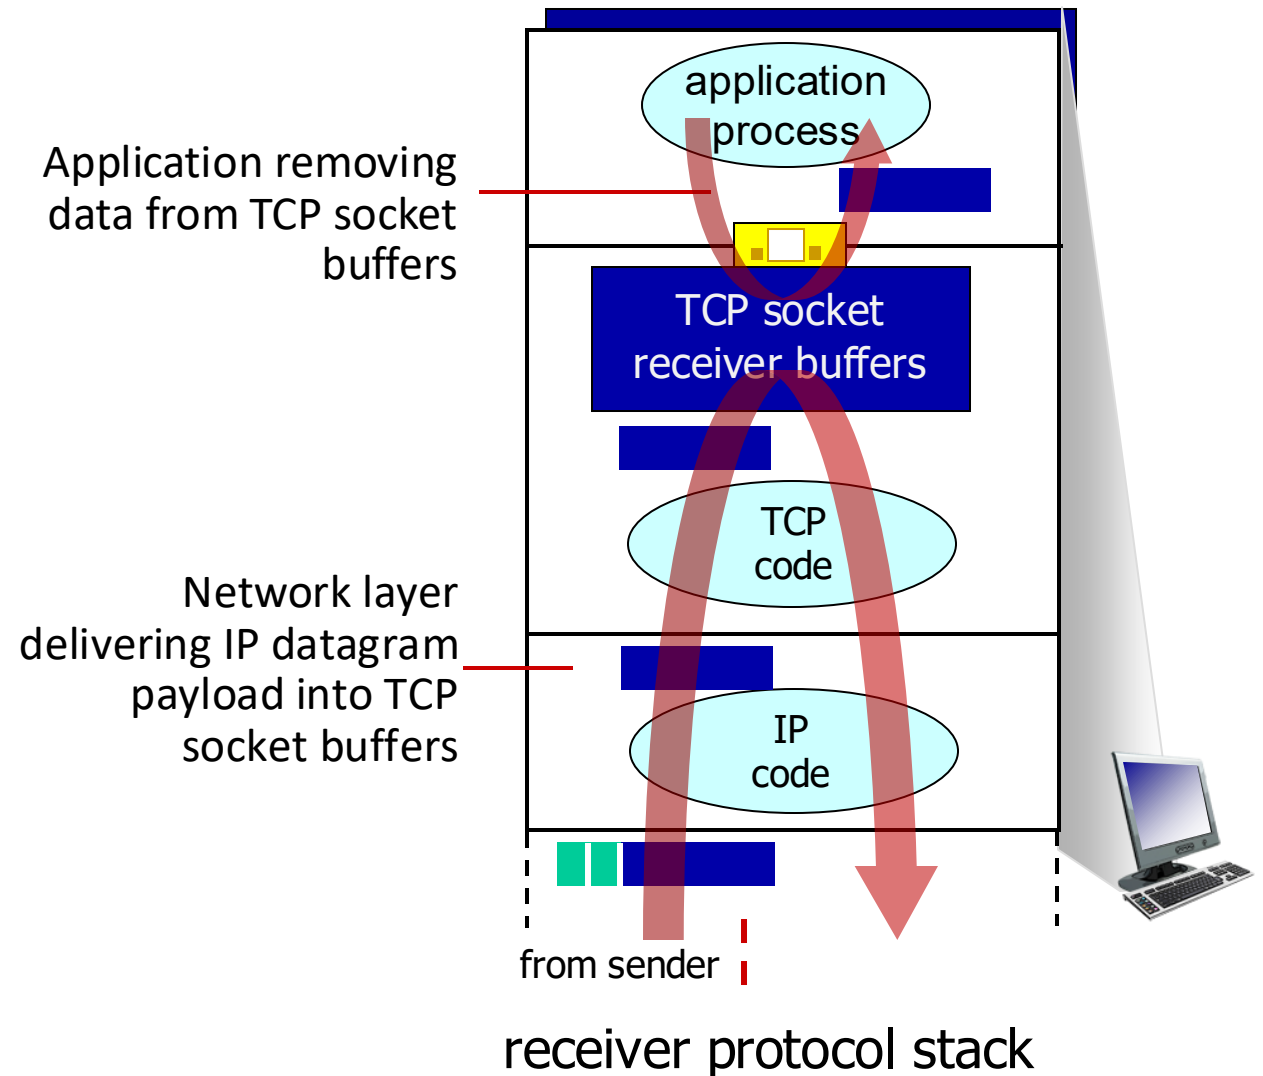 application
process
Application removing
data from TCP socket
buffers
TCP socket
receiver buffers
TCP
code
Network layer
delivering IP datagram
payload into TCP
socket buffers
IP
code
from sender
receiver protocol stack